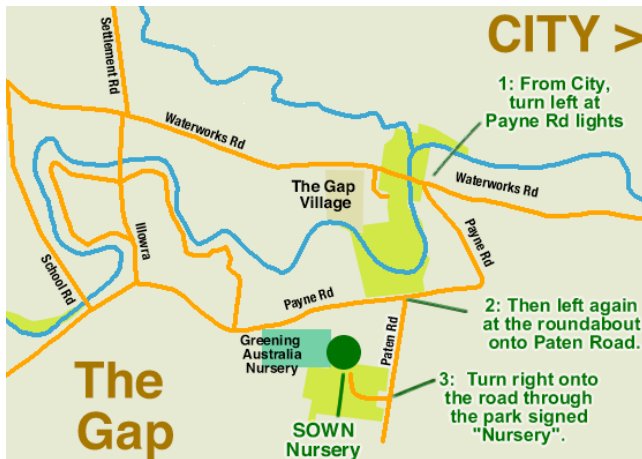 CITY >
Settlement Rd
1: From City,
turn left at
Payne Rd lights
Waterworks Rd
The Gap
Village
Waterworks Rd
Illowra
Payne Rd
School Rd
Payne Rd
2: Then left again
at the roundabout
onto Paten Road.
Greening
Australia
Nursery
Paten Rd
The
Gap
3: Turn right onto
the road through
the park signed
"Nursery".
SOWN
Nursery